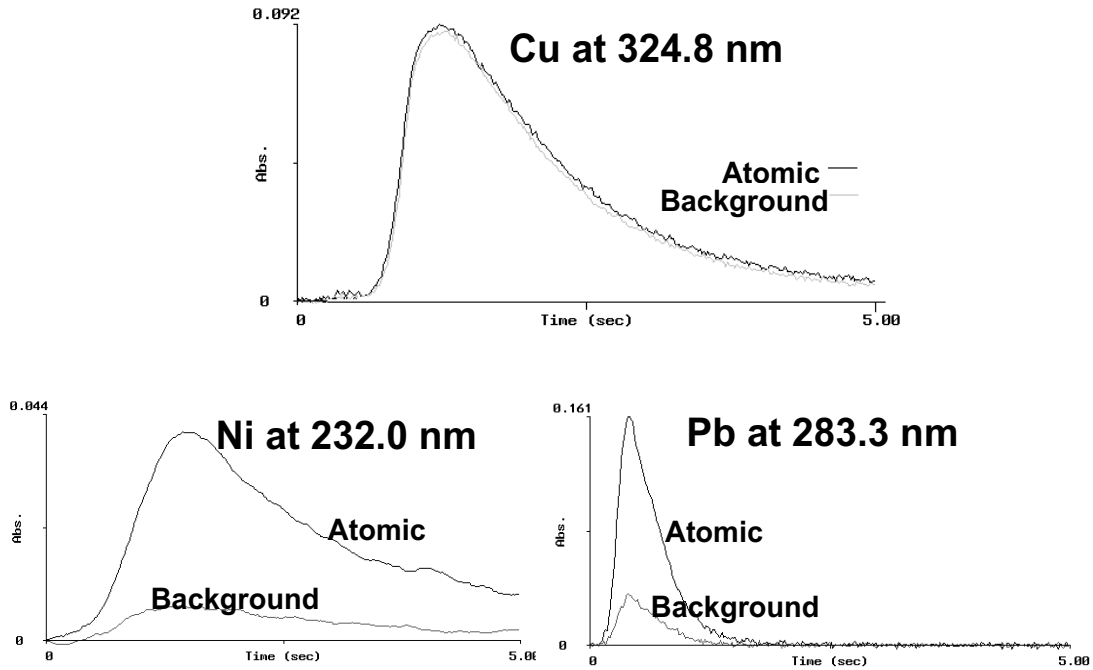 0.092
Cu at 324.8 nm
Abs.
Atomic
Background
0
0
Time (sec)
5.00
0.044
Ni at 232.0 nm
Abs.
Atomic
Background
0
0
Time (sec)
5.00
0.161
Pb at 283.3 nm
Abs.
Atomic
Background
0
0
Time (sec)
5.00